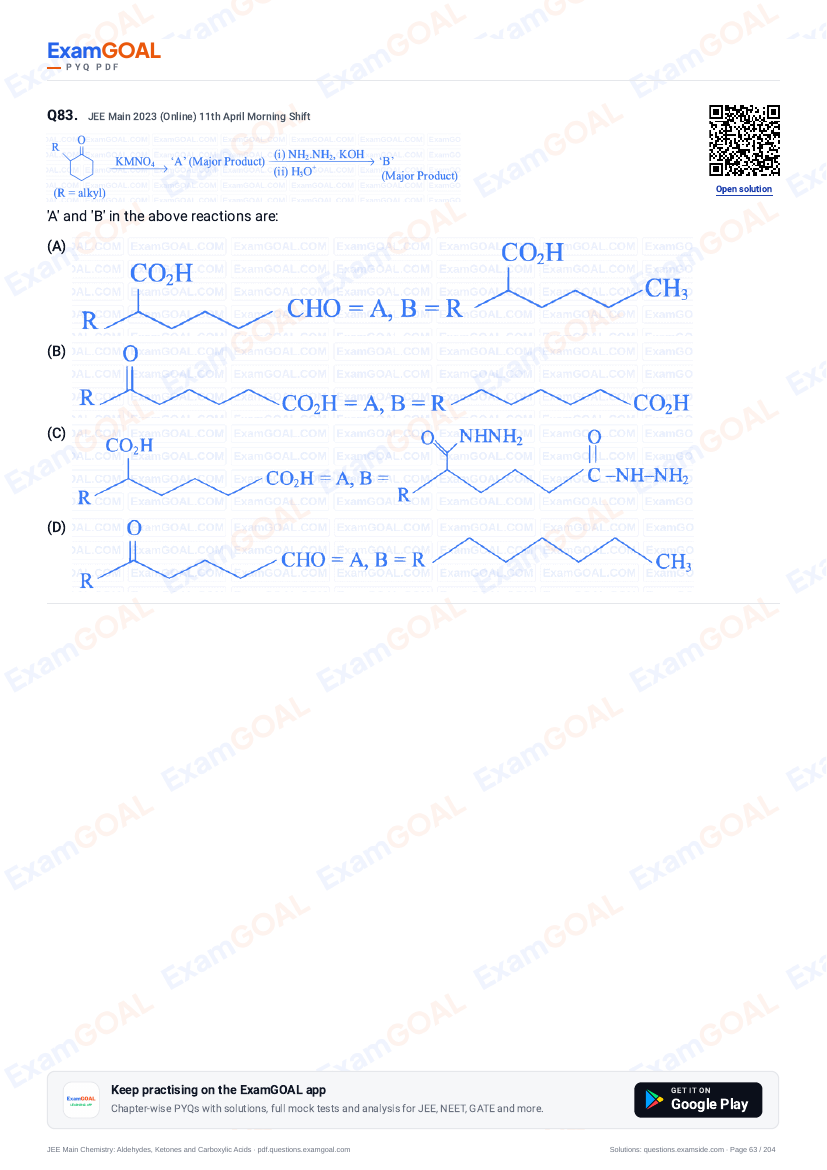 ExamGOAL
PYQ PDF
Q83. JEE Main 2023 (Online) 11th April Morning Shift
R O
KMNO₄ 'A' (Major Product) (i) NH₂.NH₂, KOH 'B'
(ii) H₃O⁺ (Major Product)
(R = alkyl)
Open solution
'A' and 'B' in the above reactions are:
(A)
CO₂H CO₂H
R CHO = A, B = R CH₃
(B)
O
R CO₂H = A, B = R CO₂H
(C)
CO₂H O NHNH₂ O
R CO₂H = A, B = R C –NH–NH₂
(D)
O
R CHO = A, B = R CH₃
Keep practising on the ExamGOAL app
Chapter-wise PYQs with solutions, full mock tests and analysis for JEE, NEET, GATE and more.
GET IT ON
Google Play
JEE Main Chemistry: Aldehydes, Ketones and Carboxylic Acids · pdf.questions.examgoal.com
Solutions: questions.examside.com · Page 63 / 204